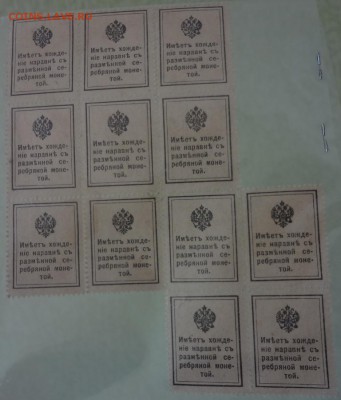 Имѣетъ хожде-
ніе наравнѣ съ
размѣнной се-
ребряной моне-
той.
Имѣетъ хожде-
ніе наравнѣ съ
размѣнной се-
ребряной моне-
той.
Имѣетъ хожде-
ніе наравнѣ съ
размѣнной се-
ребряной моне-
той.
Имѣетъ хожде-
ніе наравнѣ съ
размѣнной се-
ребряной моне-
той.
Имѣетъ хожде-
ніе наравнѣ съ
размѣнной се-
ребряной моне-
той.
Имѣетъ хожде-
ніе наравнѣ съ
размѣнной се-
ребряной моне-
той.
Имѣетъ хожде-
ніе наравнѣ съ
размѣнной се-
ребряной моне-
той.
Имѣетъ хожде-
ніе наравнѣ съ
размѣнной се-
ребряной моне-
той.
Имѣетъ хожде-
ніе наравнѣ съ
размѣнной се-
ребряной моне-
той.
Имѣетъ хожде-
ніе наравнѣ съ
размѣнной се-
ребряной моне-
той.
Имѣетъ хожде-
ніе наравнѣ съ
размѣнной се-
ребряной моне-
той.
Имѣетъ хожде-
ніе наравнѣ съ
размѣнной се-
ребряной моне-
той.